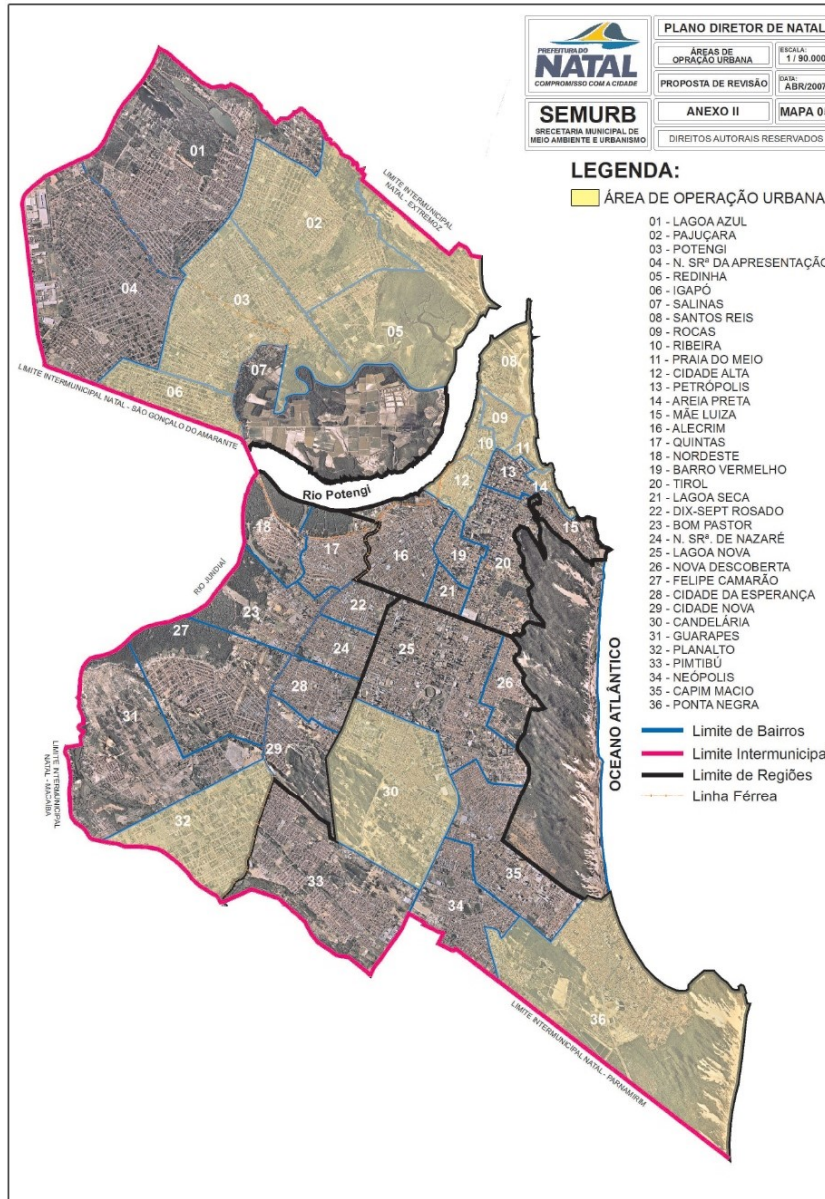 PREFEITURA DO
NATAL
COMPROMISSO COM A CIDADE
SEMURB
SRECETARIA MUNICIPAL DE
MEIO AMBIENTE E URBANISMO
PLANO DIRETOR DE NATAL
ÁREAS DE
OPRAÇÃO URBANA
ESCALA:
1 / 90.000
PROPOSTA DE REVISÃO
DATA:
ABR/2007
ANEXO II
MAPA 0
DIREITOS AUTORAIS RESERVADOS
LEGENDA:
ÁREA DE OPERAÇÃO URBANA
01 - LAGOA AZUL
02 - PAJUÇARA
03 - POTENGI
04 - N. SRª DA APRESENTAÇÃO
05 - REDINHA
06 - IGAPÓ
07 - SALINAS
08 - SANTOS REIS
09 - ROCAS
10 - RIBEIRA
11 - PRAIA DO MEIO
12 - CIDADE ALTA
13 - PETRÓPOLIS
14 - AREIA PRETA
15 - MÃE LUIZA
16 - ALECRIM
17 - QUINTAS
18 - NORDESTE
19 - BARRO VERMELHO
20 - TIROL
21 - LAGOA SECA
22 - DIX-SEPT ROSADO
23 - BOM PASTOR
24 - N. SRª. DE NAZARÉ
25 - LAGOA NOVA
26 - NOVA DESCOBERTA
27 - FELIPE CAMARÃO
28 - CIDADE DA ESPERANÇA
29 - CIDADE NOVA
30 - CANDELÁRIA
31 - GUARAPES
32 - PLANALTO
33 - PIMTIBÚ
34 - NEÓPOLIS
35 - CAPIM MACIO
36 - PONTA NEGRA
Limite de Bairros
Limite Intermunicipa
Limite de Regiões
Linha Férrea
01
LIMITE INTERMUNICIPAL
NATAL - EXTREMOZ
02
04
03
05
07
06
LIMITE INTERMUNICIPAL NATAL - SÃO GONÇALO DO AMARANTE
08
09
10
11
13
12
14
Rio Potengi
15
18
17
16
19
20
RIO JUNDIAÍ
21
22
23
27
24
25
28
26
31
29
OCEANO ATLÂNTICO
LIMITE INTERMUNICIPAL
NATAL - MACAÍBA
30
32
33
35
34
36
LIMITE INTERMUNICIPAL NATAL - PARNAMIRIM